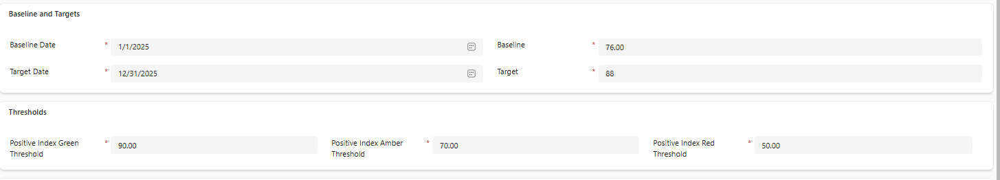 Baseline and Targets
Baseline Date * 1/1/2025 Baseline * 76.00
Target Date * 12/31/2025 Target * 88
Thresholds
Positive Index Green * 90.00 Positive Index Amber * 70.00 Positive Index Red * 50.00
Threshold Threshold Threshold